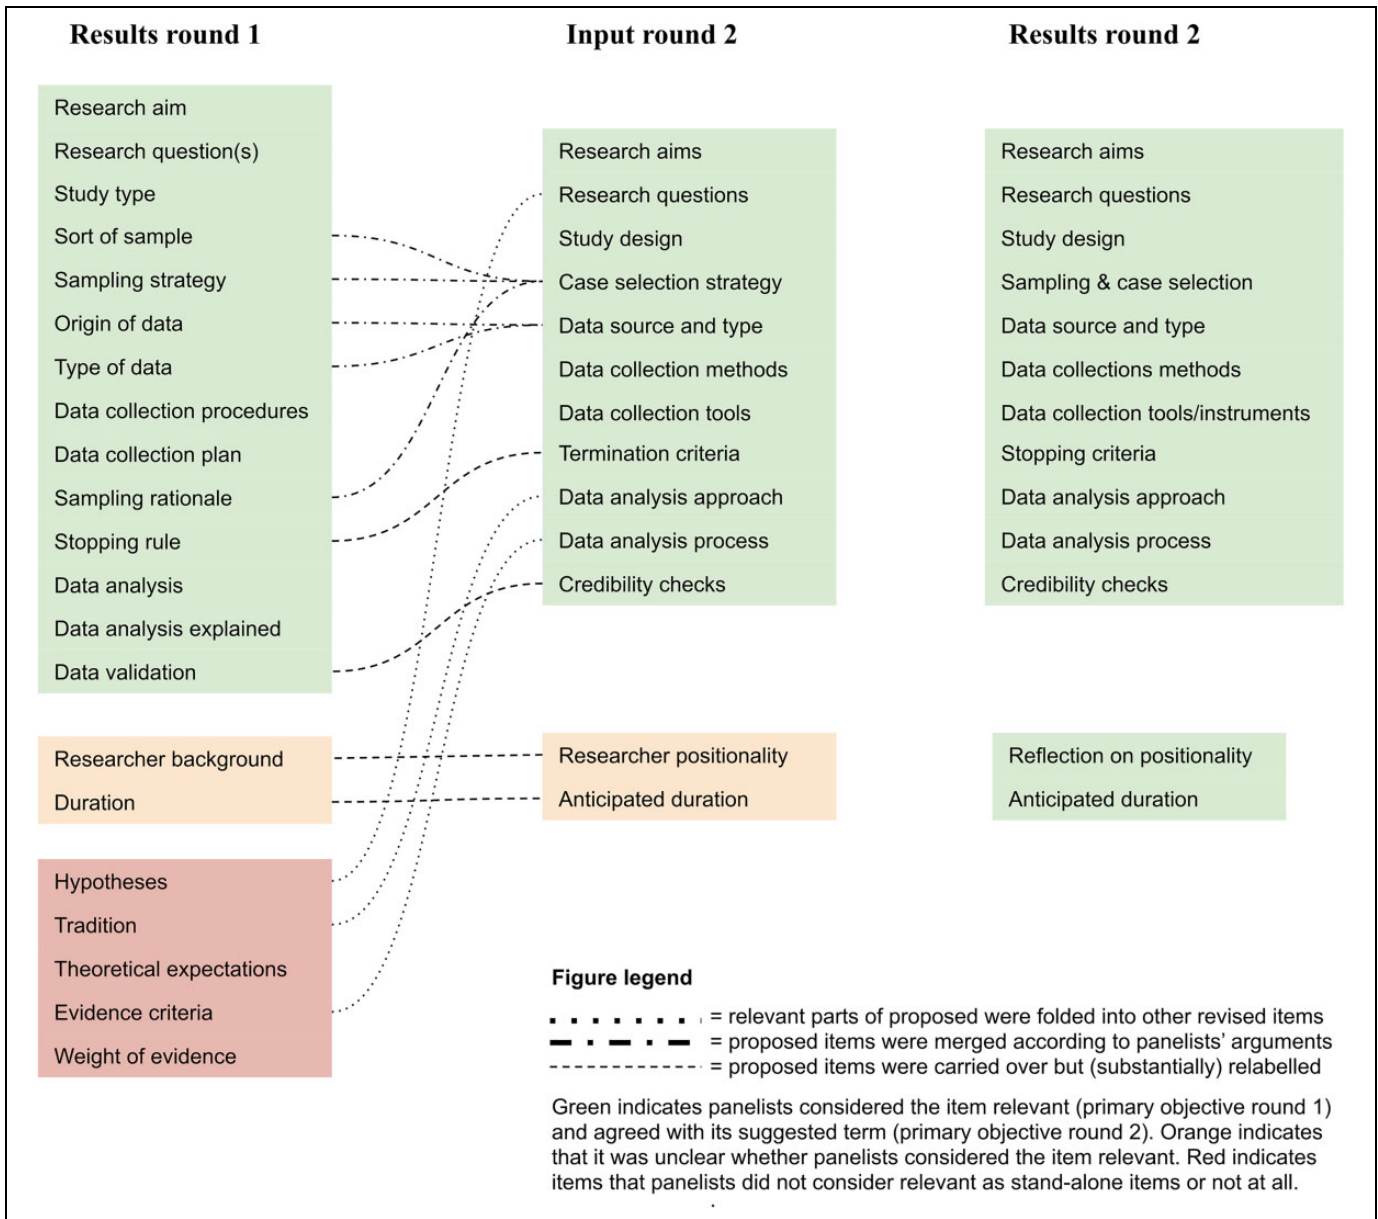 Results round 1
Input round 2
Results round 2
Research aim
Research question(s)
Study type
Sort of sample
Sampling strategy
Origin of data
Type of data
Data collection procedures
Data collection plan
Sampling rationale
Stopping rule
Data analysis
Data analysis explained
Data validation
Researcher background
Duration
Hypotheses
Tradition
Theoretical expectations
Evidence criteria
Weight of evidence
Research aims
Research questions
Study design
Case selection strategy
Data source and type
Data collection methods
Data collection tools
Termination criteria
Data analysis approach
Data analysis process
Credibility checks
Researcher positionality
Anticipated duration
Research aims
Research questions
Study design
Sampling & case selection
Data source and type
Data collections methods
Data collection tools/instruments
Stopping criteria
Data analysis approach
Data analysis process
Credibility checks
Reflection on positionality
Anticipated duration
Figure legend
= relevant parts of proposed were folded into other revised items
= proposed items were merged according to panelists' arguments
= proposed items were carried over but (substantially) relabelled
Green indicates panelists considered the item relevant (primary objective round 1)
and agreed with its suggested term (primary objective round 2). Orange indicates
that it was unclear whether panelists considered the item relevant. Red indicates
items that panelists did not consider relevant as stand-alone items or not at all.
.